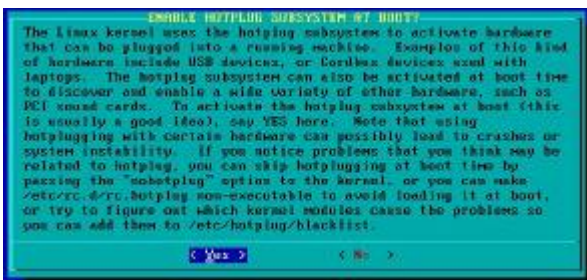 ENABLE HOTPLUG SUBSYSTEM AT BOOT?
The Linux kernel uses the hotplug subsystem to activate hardware
that can be plugged into a running machine. Examples of this kind
of hardware include USB devices, or Cardbus devices used with
laptops. The hotplug subsystem can also be activated at boot time
to discover and enable a wide variety of other hardware, such as
PCI sound cards. To activate the hotplug subsystem at boot (this
is usually a good idea), say YES here. Note that using
hotplugging with certain hardware can possibly lead to crashes or
system instability. If you notice problems that you think may be
related to hotplug, you can skip hotplugging at boot time by
passing the "nohotplug" option to the kernel, or you can make
/etc/rc.d/rc.hotplug non-executable to avoid loading it at boot,
or try to figure out which kernel modules cause the problems so
you can add them to /etc/hotplug/blacklist.
< Yes > < No >